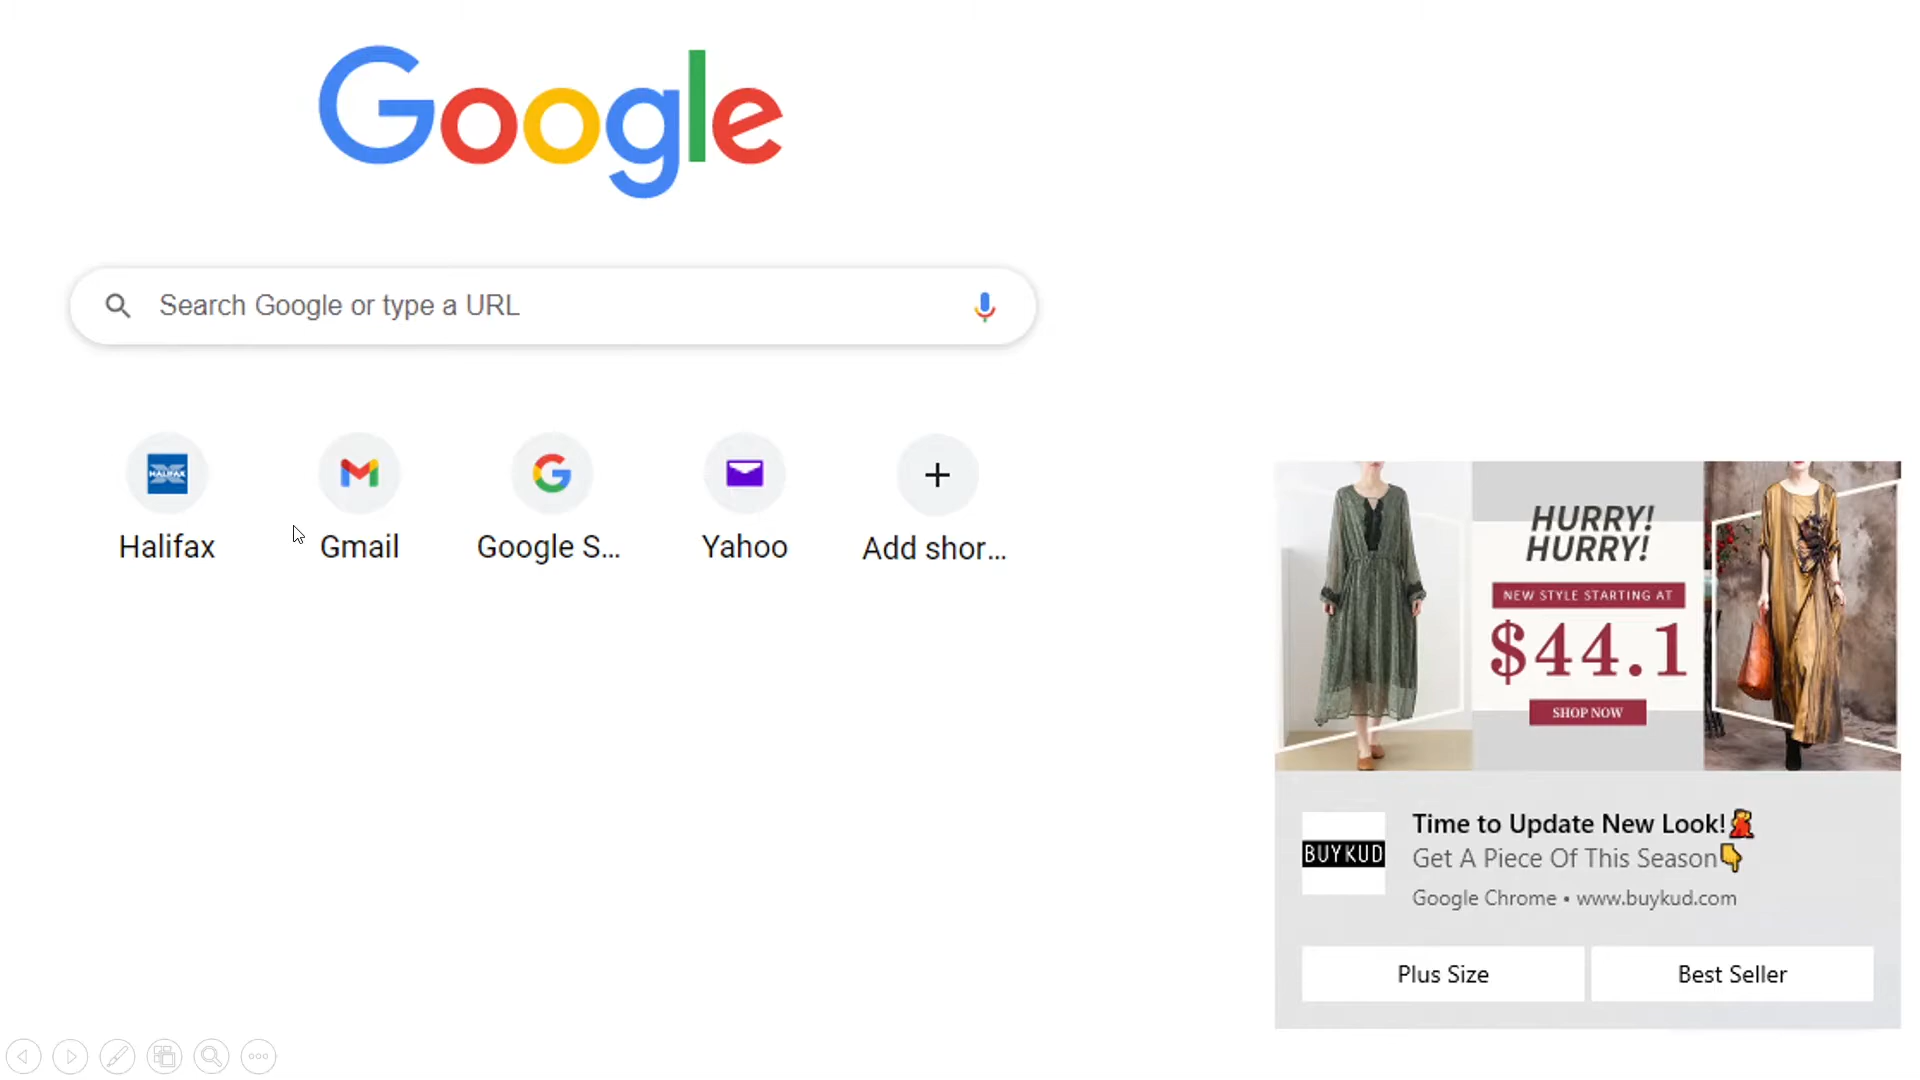 Google
Search Google or type a URL
HALIFAX
Halifax
Gmail
Google S...
Yahoo
Add shor...
HURRY!
HURRY!
NEW STYLE STARTING AT
$44.1
SHOP NOW
BUYKUD
Time to Update New Look!💃
Get A Piece Of This Season👇
Google Chrome • www.buykud.com
Plus Size
Best Seller